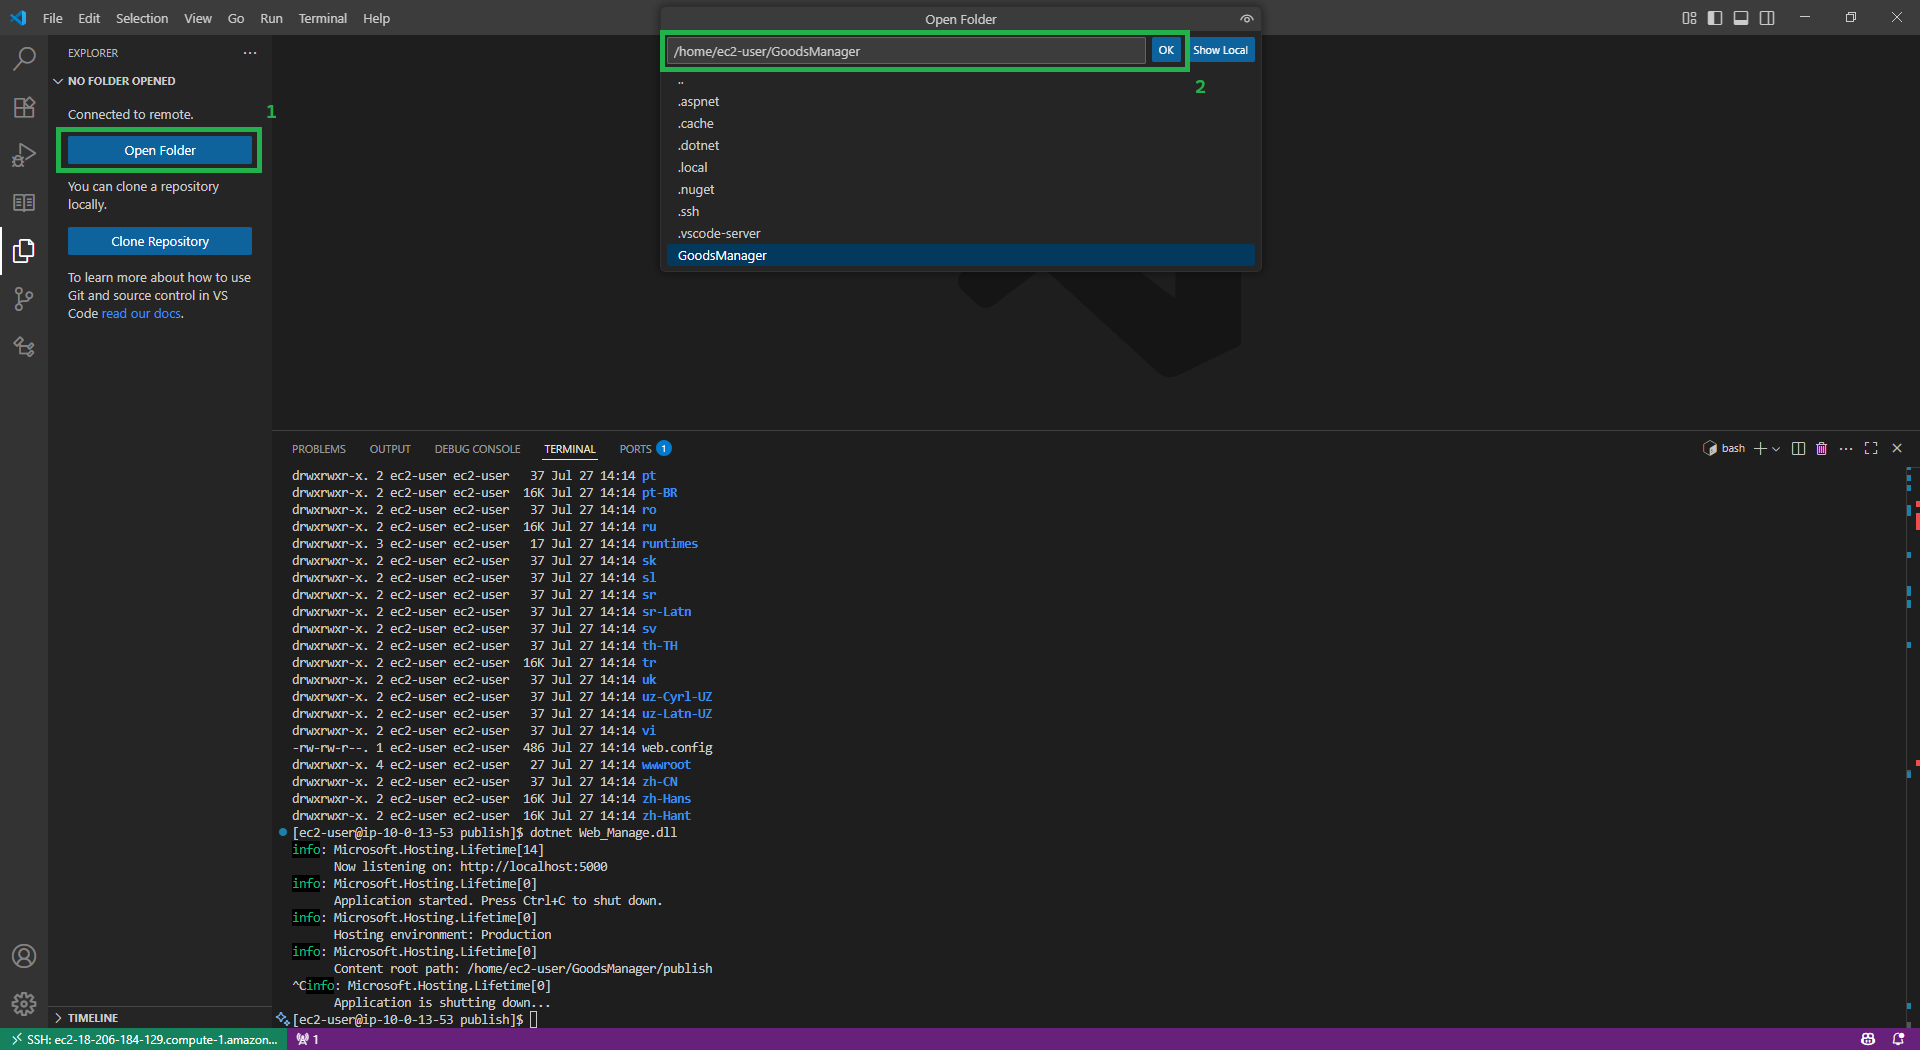 File Edit Selection View Go Run Terminal Help
Open Folder
EXPLORER
NO FOLDER OPENED
Connected to remote.
1
Open Folder
You can clone a repository
locally.
Clone Repository
To learn more about how to use
Git and source control in VS
Code read our docs.
/home/ec2-user/GoodsManager OK Show Local
2
..
.aspnet
.cache
.dotnet
.local
.nuget
.ssh
.vscode-server
GoodsManager
PROBLEMS OUTPUT DEBUG CONSOLE TERMINAL PORTS 1
bash
drwxrwxr-x. 2 ec2-user ec2-user 37 Jul 27 14:14 pt
drwxrwxr-x. 2 ec2-user ec2-user 16K Jul 27 14:14 pt-BR
drwxrwxr-x. 2 ec2-user ec2-user 37 Jul 27 14:14 ro
drwxrwxr-x. 2 ec2-user ec2-user 16K Jul 27 14:14 ru
drwxrwxr-x. 3 ec2-user ec2-user 17 Jul 27 14:14 runtimes
drwxrwxr-x. 2 ec2-user ec2-user 37 Jul 27 14:14 sk
drwxrwxr-x. 2 ec2-user ec2-user 37 Jul 27 14:14 sl
drwxrwxr-x. 2 ec2-user ec2-user 37 Jul 27 14:14 sr
drwxrwxr-x. 2 ec2-user ec2-user 37 Jul 27 14:14 sr-Latn
drwxrwxr-x. 2 ec2-user ec2-user 37 Jul 27 14:14 sv
drwxrwxr-x. 2 ec2-user ec2-user 37 Jul 27 14:14 th-TH
drwxrwxr-x. 2 ec2-user ec2-user 16K Jul 27 14:14 tr
drwxrwxr-x. 2 ec2-user ec2-user 37 Jul 27 14:14 uk
drwxrwxr-x. 2 ec2-user ec2-user 37 Jul 27 14:14 uz-Cyrl-UZ
drwxrwxr-x. 2 ec2-user ec2-user 37 Jul 27 14:14 uz-Latn-UZ
drwxrwxr-x. 2 ec2-user ec2-user 37 Jul 27 14:14 vi
-rw-rw-r--. 1 ec2-user ec2-user 486 Jul 27 14:14 web.config
drwxrwxr-x. 4 ec2-user ec2-user 27 Jul 27 14:14 wwwroot
drwxrwxr-x. 2 ec2-user ec2-user 37 Jul 27 14:14 zh-CN
drwxrwxr-x. 2 ec2-user ec2-user 16K Jul 27 14:14 zh-Hans
drwxrwxr-x. 2 ec2-user ec2-user 16K Jul 27 14:14 zh-Hant
[ec2-user@ip-10-0-13-53 publish]$ dotnet Web_Manage.dll
info: Microsoft.Hosting.Lifetime[14]
Now listening on: http://localhost:5000
info: Microsoft.Hosting.Lifetime[0]
Application started. Press Ctrl+C to shut down.
info: Microsoft.Hosting.Lifetime[0]
Hosting environment: Production
info: Microsoft.Hosting.Lifetime[0]
Content root path: /home/ec2-user/GoodsManager/publish
^Cinfo: Microsoft.Hosting.Lifetime[0]
Application is shutting down...
[ec2-user@ip-10-0-13-53 publish]$
TIMELINE
SSH: ec2-18-206-184-129.compute-1.amazon... 1